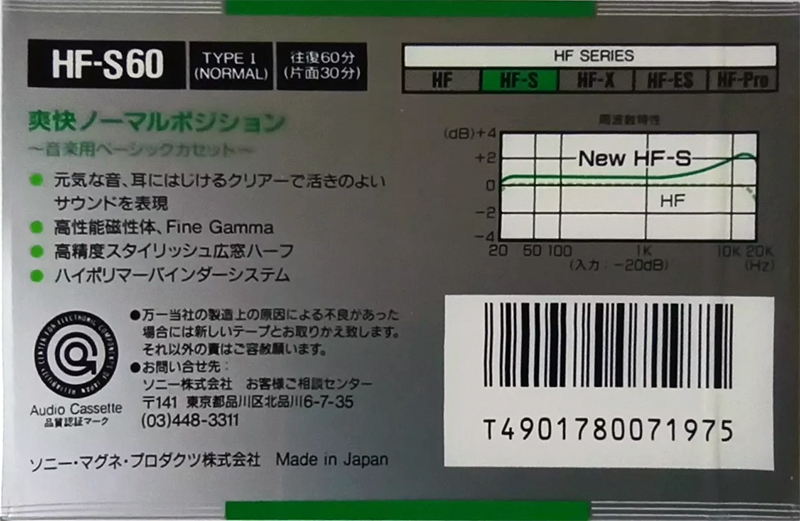 HF-S60
TYPE I
(NORMAL)
往復60分
(片面30分)
HF SERIES
HF HF-S HF-X HF-ES HF-Pro
爽快ノーマルポジション
〜音楽用ベーシックカセット〜
元気な音、耳にはじけるクリアーで活きのよい
サウンドを表現
高性能磁性体、Fine Gamma
高精度スタイリッシュ広窓ハーフ
ハイポリマーバインダーシステム
周波数特性
(dB)+4
+2
0
−2
−4
New HF-S
HF
20 50 100 1K 10K 20K
(入力:−20dB) (Hz)
●万一当社の製造上の原因による不良があった
場合には新しいテープとお取りかえ致します。
それ以外の責はご容赦願います。
●お問い合せ先:
ソニー株式会社 お客様ご相談センター
〒141 東京都品川区北品川6-7-35
(03)448-3311
Audio Cassette
品質認証マーク
ソニー・マグネ・プロダクツ株式会社 Made in Japan
T4901780071975